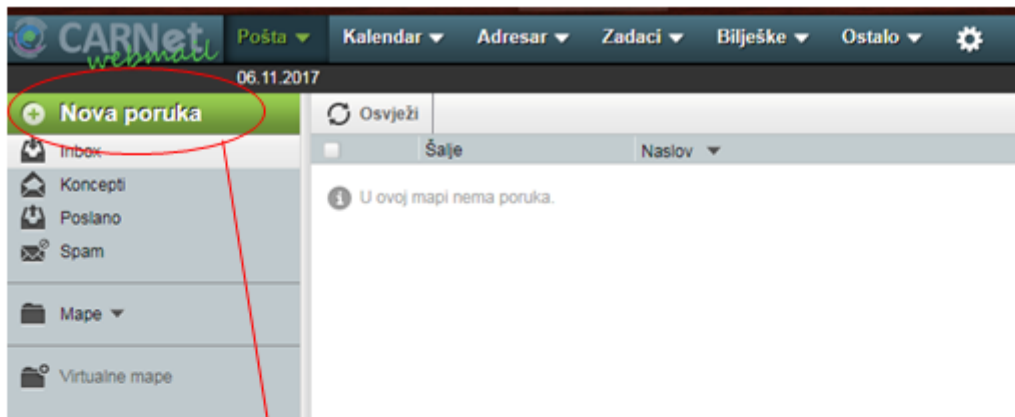 CARNet webmail Pošta Kalendar Adresar Zadaci Bilješke Ostalo
06.11.2017
Nova poruka Osvježi
Inbox Šalje Naslov
Koncepti U ovoj mapi nema poruka.
Poslano
Spam
Mape
Virtualne mape